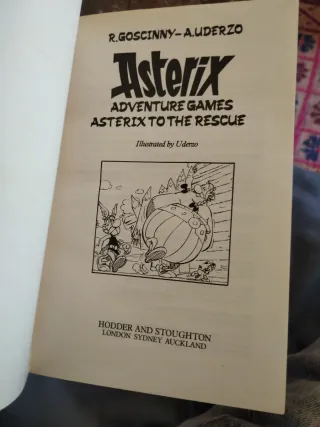 R.GOSCINNY–A.UDERZO
Asterix
ADVENTURE GAMES
ASTERIX TO THE RESCUE
Illustrated by Uderzo
HODDER AND STOUGHTON
LONDON SYDNEY AUCKLAND